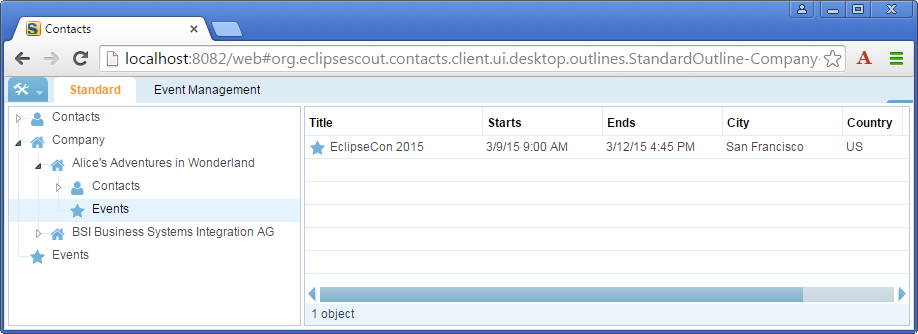 Contacts
localhost:8082/web#org.eclipsescout.contacts.client.ui.desktop.outlines.StandardOutline-Company-
Standard Event Management
Contacts
Company
Alice's Adventures in Wonderland
Contacts
Events
BSI Business Systems Integration AG
Events
Title Starts Ends City Country
EclipseCon 2015 3/9/15 9:00 AM 3/12/15 4:45 PM San Francisco US
1 object